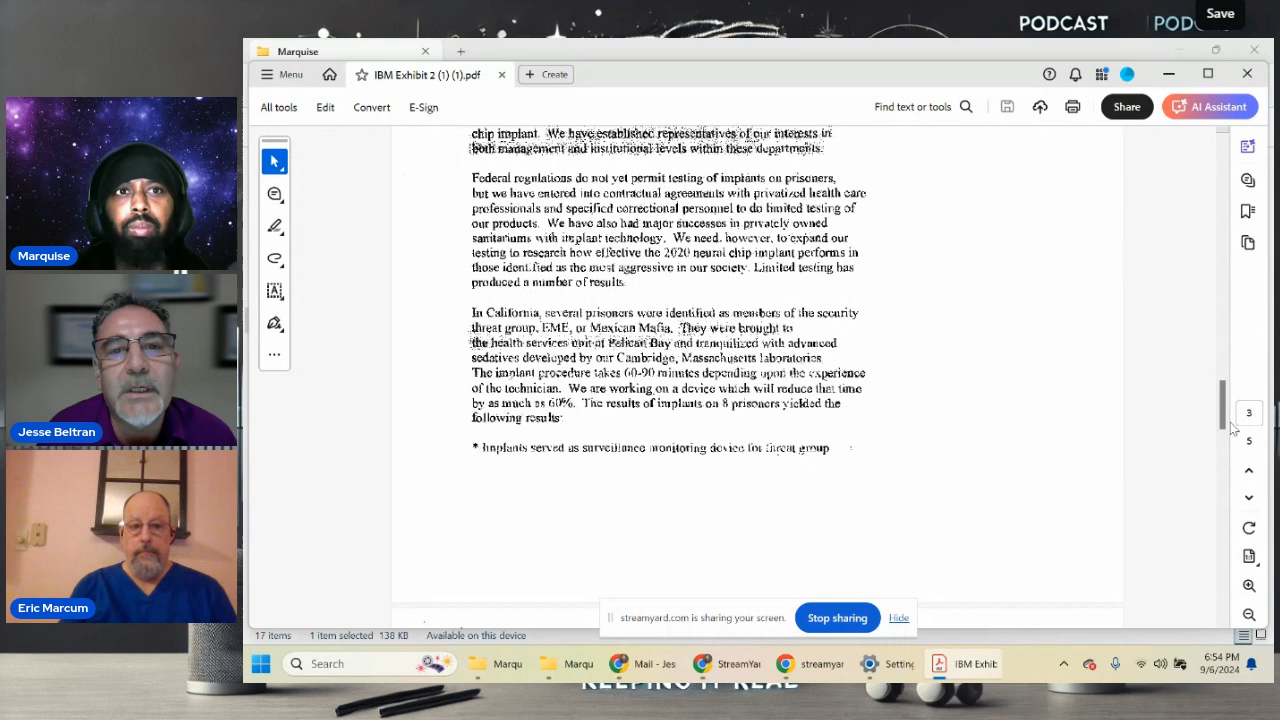 PODCAST
PODC
Save
Marquise
IBM Exhibit 2 (1) (1).pdf
Menu
Create
All tools
Edit
Convert
E-Sign
Find text or tools
Share
AI Assistant
chip implant. We have established representatives of our interests in
both management and institutional levels within these departments.
Federal regulations do not yet permit testing of implants on prisoners,
but we have entered into contractual agreements with privatized health care
professionals and specified correctional personnel to do limited testing of
our products. We have also had major successes in privately owned
sanitariums with implant technology. We need, however, to expand our
testing to research how effective the 2020 neural chip implant performs in
those identified as the most aggressive in our society. Limited testing has
produced a number of results.
In California, several prisoners were identified as members of the security
threat group, EME, or Mexican Mafia. They were brought to
the health services unit at Pelican Bay and tranquilized with advanced
sedatives developed by our Cambridge, Massachusetts laboratories.
The implant procedure takes 60-90 minutes depending upon the experience
of the technician. We are working on a device which will reduce that time
by as much as 60%. The results of implants on 8 prisoners yielded the
following results:
* Implants served as surveillance monitoring device for threat group
3
5
Marquise
Jesse Beltran
Eric Marcum
streamyard.com is sharing your screen.
Stop sharing
Hide
17 items
1 item selected 138 KB
Available on this device
Search
Marqu
Marqu
Mail - Jes
StreamYar
streamyar
Setting
IBM Exhib
6:54 PM
9/6/2024
KEEPING IT REAL